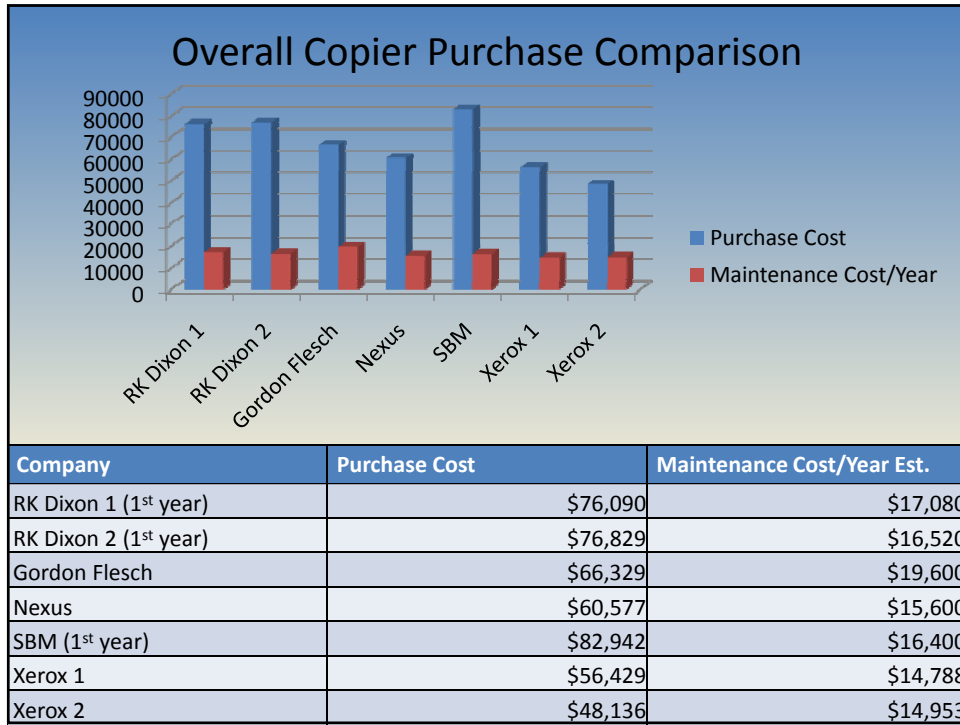 Overall Copier Purchase Comparison
90000
80000
70000
60000
50000
40000
30000
20000
10000
0
RK Dixon 1
RK Dixon 2
Gordon Flesch
Nexus
SBM
Xerox 1
Xerox 2
Purchase Cost
Maintenance Cost/Year
Company Purchase Cost Maintenance Cost/Year Est.
RK Dixon 1 (1st year) $76,090 $17,080
RK Dixon 2 (1st year) $76,829 $16,520
Gordon Flesch $66,329 $19,600
Nexus $60,577 $15,600
SBM (1st year) $82,942 $16,400
Xerox 1 $56,429 $14,788
Xerox 2 $48,136 $14,953